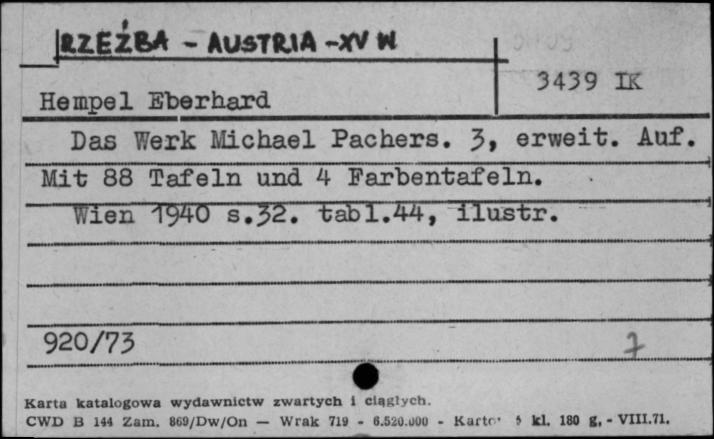 RZEŹBA - AUSTRIA - XV W
3439 IK
Hempel Eberhard
Das Werk Michael Pachers. 3, erweit. Auf.
Mit 88 Tafeln und 4 Farbentafeln.
Wien 1940 s.32. tabl.44, ilustr.
920/73
7
Karta katalogowa wydawnictw zwartych i ciągłych.
CWD B 144 Zam. 869/Dw/On — Wrak 719 - 6.520.000 - kl. 180 g, - VIII.71.